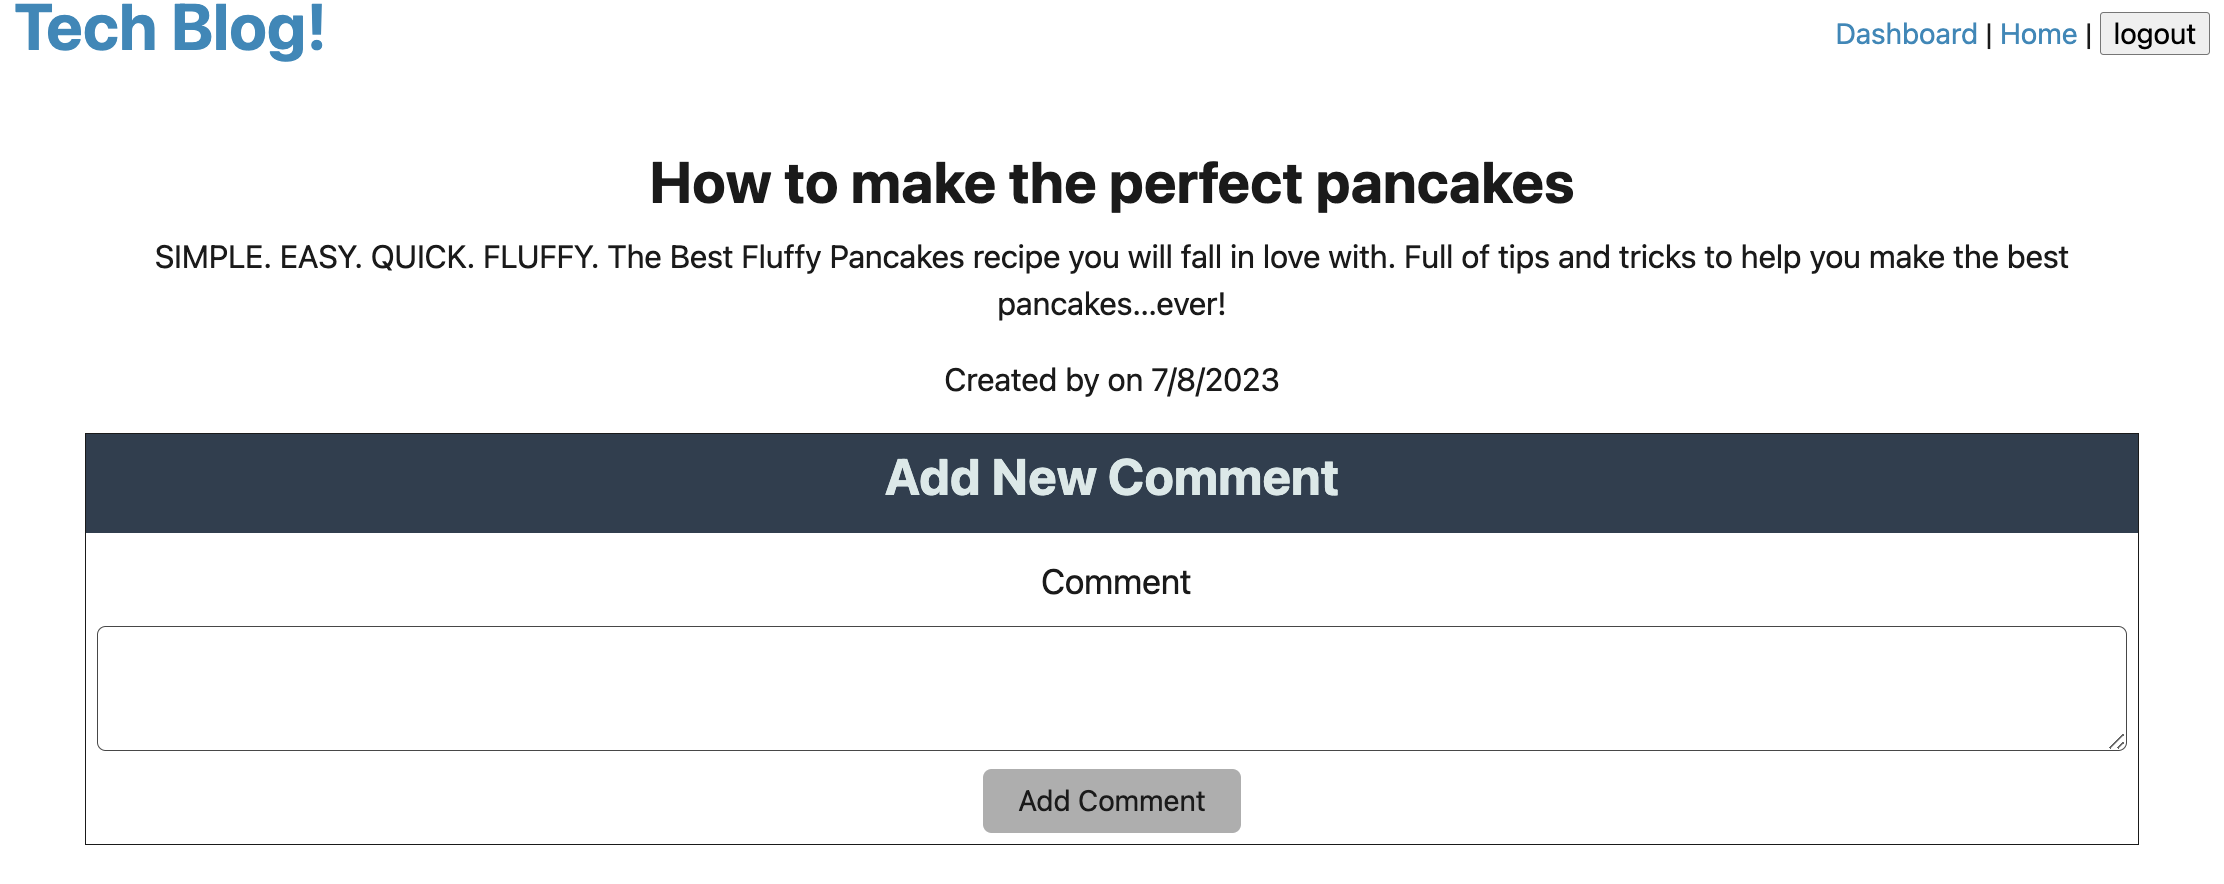 Tech Blog!
Dashboard | Home | logout
How to make the perfect pancakes
SIMPLE. EASY. QUICK. FLUFFY. The Best Fluffy Pancakes recipe you will fall in love with. Full of tips and tricks to help you make the best
pancakes...ever!
Created by on 7/8/2023
Add New Comment
Comment
Add Comment